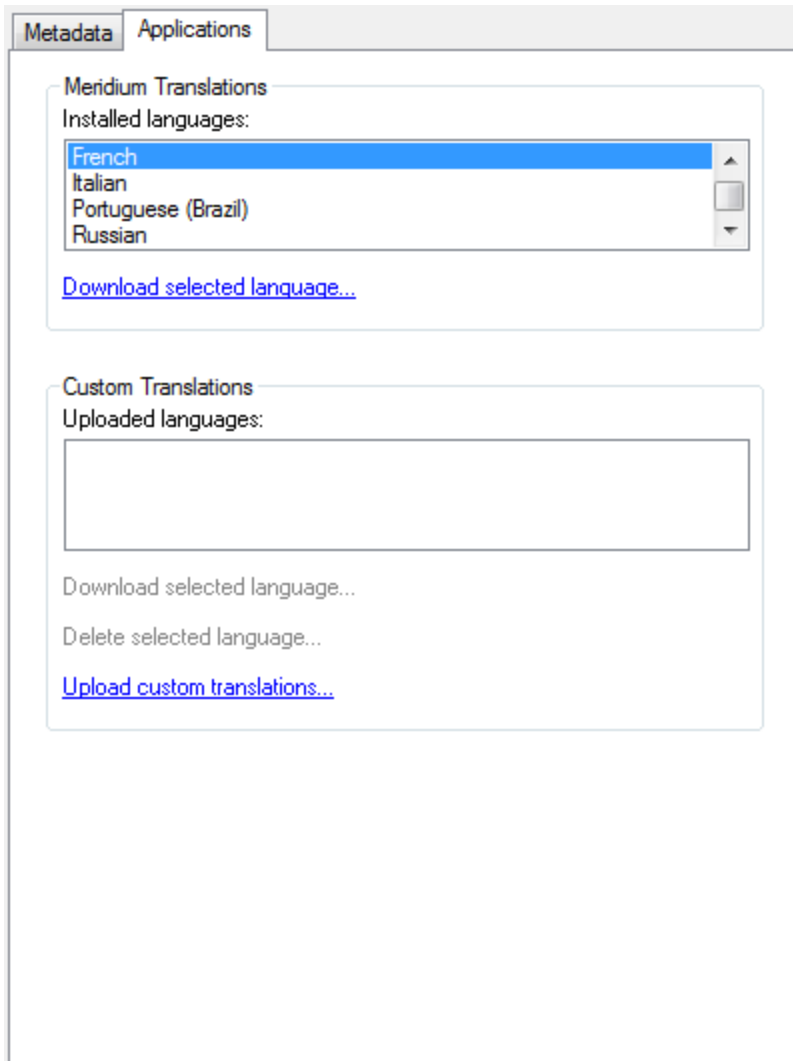 Metadata
Applications
Meridium Translations
Installed languages:
French
Italian
Portuguese (Brazil)
Russian
Download selected language...
Custom Translations
Uploaded languages:
Download selected language...
Delete selected language...
Upload custom translations...